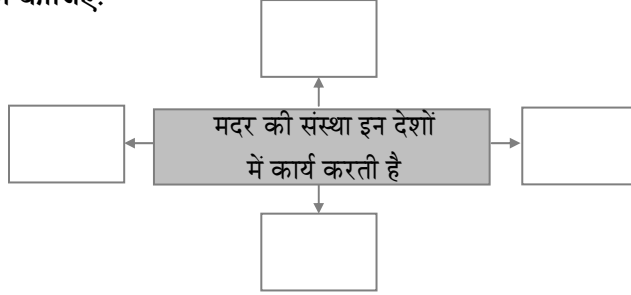 मदर की संस्था इन देशों
में कार्य करती है